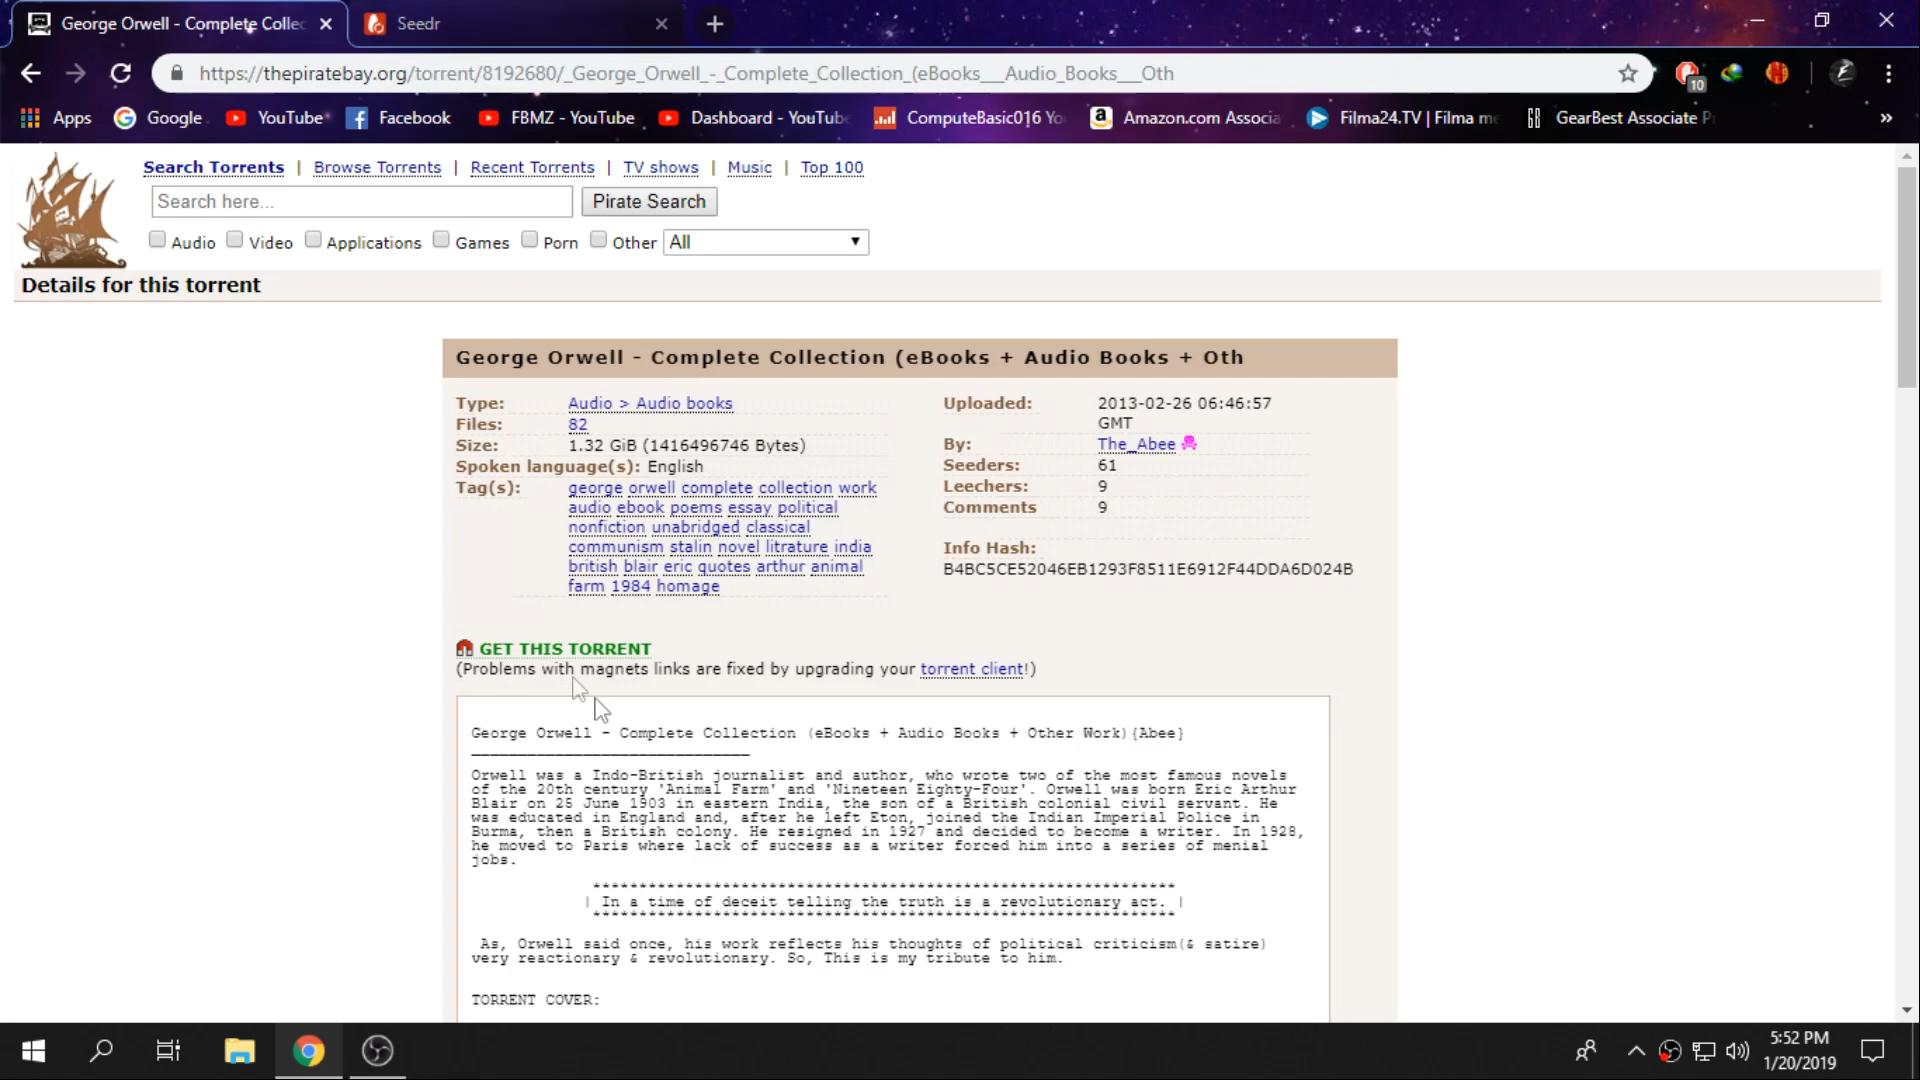 George Orwell - Complete Collec
Seedr
https://thepiratebay.org/torrent/8192680/_George_Orwell_-_Complete_Collection_(eBooks___Audio_Books___Oth
10
Apps
Google
YouTube
Facebook
FBMZ - YouTube
Dashboard - YouTube
ComputeBasic016 Yo
Amazon.com Associa
Filma24.TV | Filma me
GearBest Associate P
»
Search Torrents | Browse Torrents | Recent Torrents | TV shows | Music | Top 100
Search here...
Pirate Search
Audio Video Applications Games Porn Other All
Details for this torrent
George Orwell - Complete Collection (eBooks + Audio Books + Oth
Type: Audio > Audio books
Files: 82
Size: 1.32 GiB (1416496746 Bytes)
Spoken language(s): English
Tag(s): george orwell complete collection work
audio ebook poems essay political
nonfiction unabridged classical
communism stalin novel litrature india
british blair eric quotes arthur animal
farm 1984 homage
Uploaded: 2013-02-26 06:46:57
GMT
By: The_Abee
Seeders: 61
Leechers: 9
Comments 9
Info Hash:
B4BC5CE52046EB1293F8511E6912F44DDA6D024B
GET THIS TORRENT
(Problems with magnets links are fixed by upgrading your torrent client!)
George Orwell - Complete Collection (eBooks + Audio Books + Other Work){Abee}
Orwell was a Indo-British journalist and author, who wrote two of the most famous novels
of the 20th century 'Animal Farm' and 'Nineteen Eighty-Four'. Orwell was born Eric Arthur
Blair on 25 June 1903 in eastern India, the son of a British colonial civil servant. He
was educated in England and, after he left Eton, joined the Indian Imperial Police in
Burma, then a British colony. He resigned in 1927 and decided to become a writer. In 1928,
he moved to Paris where lack of success as a writer forced him into a series of menial
jobs.
***************************************************************
| In a time of deceit telling the truth is a revolutionary act. |
***************************************************************
As, Orwell said once, his work reflects his thoughts of political criticism(& satire)
very reactionary & revolutionary. So, This is my tribute to him.
TORRENT COVER:
5:52 PM
1/20/2019